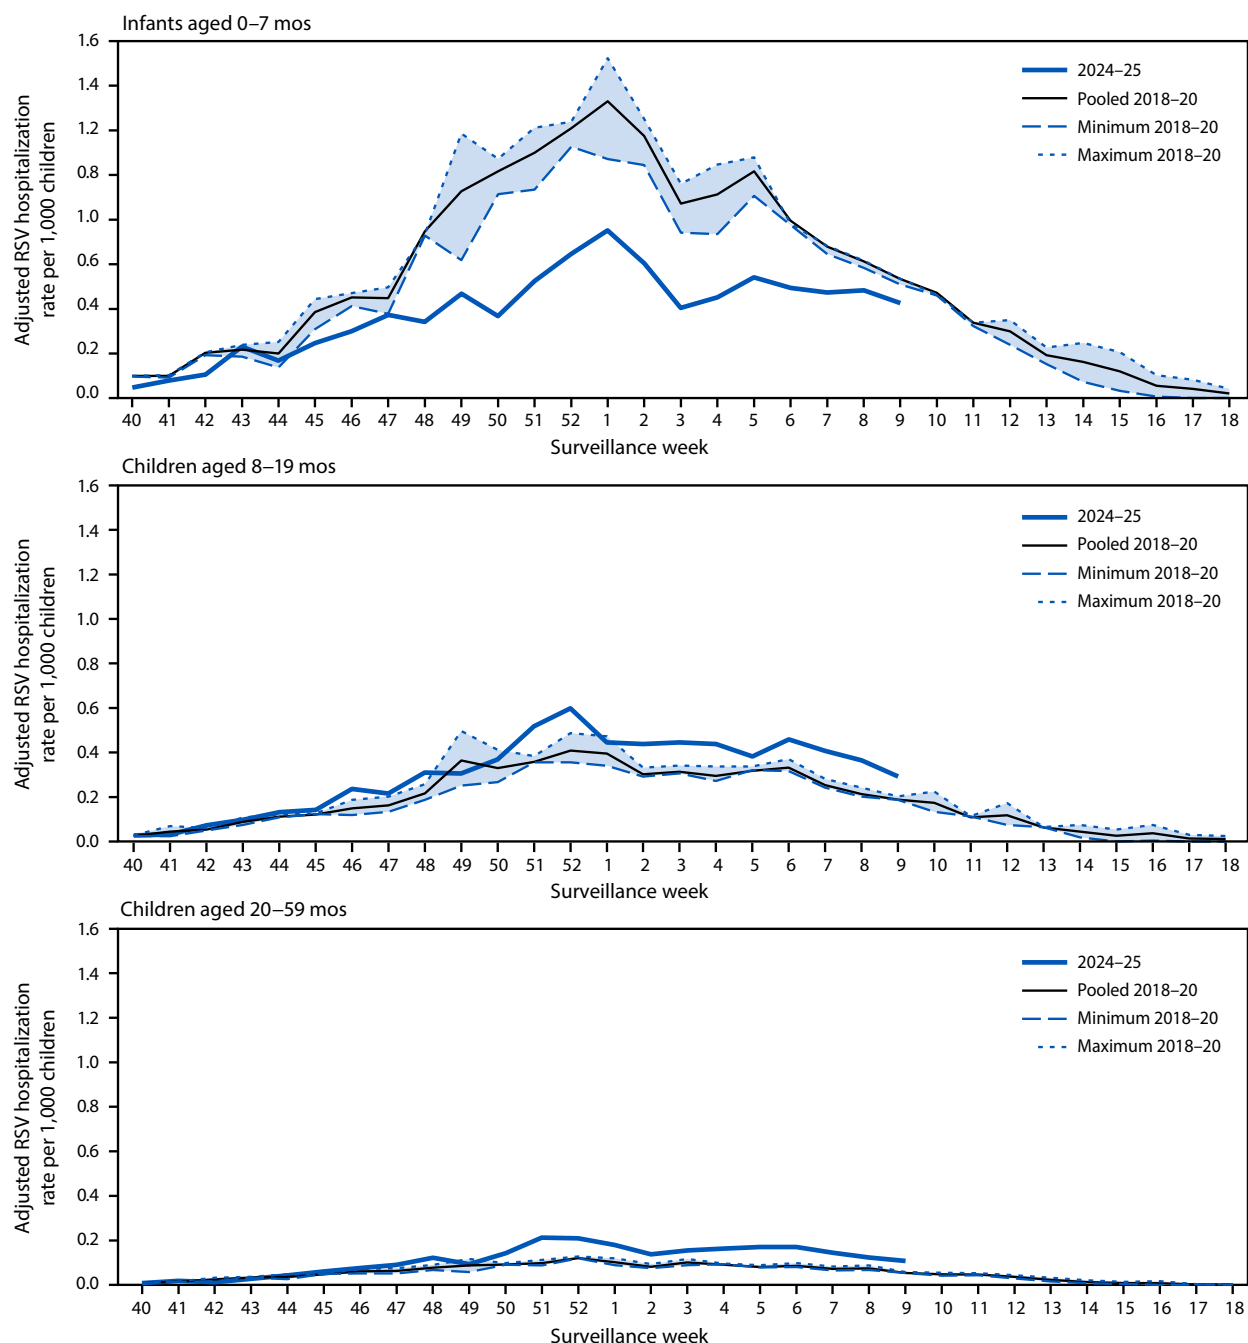 Infants aged 0–7 mos
Adjusted RSV hospitalization
rate per 1,000 children
1.6
1.4
1.2
0.8
1.0
0.6
0.4
0.2
0.0
2024–25
Pooled 2018–20
Minimum 2018–20
Maximum 2018–20
40 41 42 43 44 45 46 47 48 49 50 51 52 1 2 3 4 5 6 7 8 9 10 11 12 13 14 15 16 17 18
Surveillance week
Children aged 8–19 mos
Adjusted RSV hospitalization
rate per 1,000 children
1.6
1.4
1.2
1.0
0.8
0.6
0.4
0.2
0.0
2024–25
Pooled 2018–20
Minimum 2018–20
Maximum 2018–20
40 41 42 43 44 45 46 47 48 49 50 51 52 1 2 3 4 5 6 7 8 9 10 11 12 13 14 15 16 17 18
Surveillance week
Children aged 20–59 mos
Adjusted RSV hospitalization
rate per 1,000 children
1.6
1.4
1.2
1.0
0.8
0.6
0.4
0.2
0.0
2024–25
Pooled 2018–20
Minimum 2018–20
Maximum 2018–20
40 41 42 43 44 45 46 47 48 49 50 51 52 1 2 3 4 5 6 7 8 9 10 11 12 13 14 15 16 17 18
Surveillance week